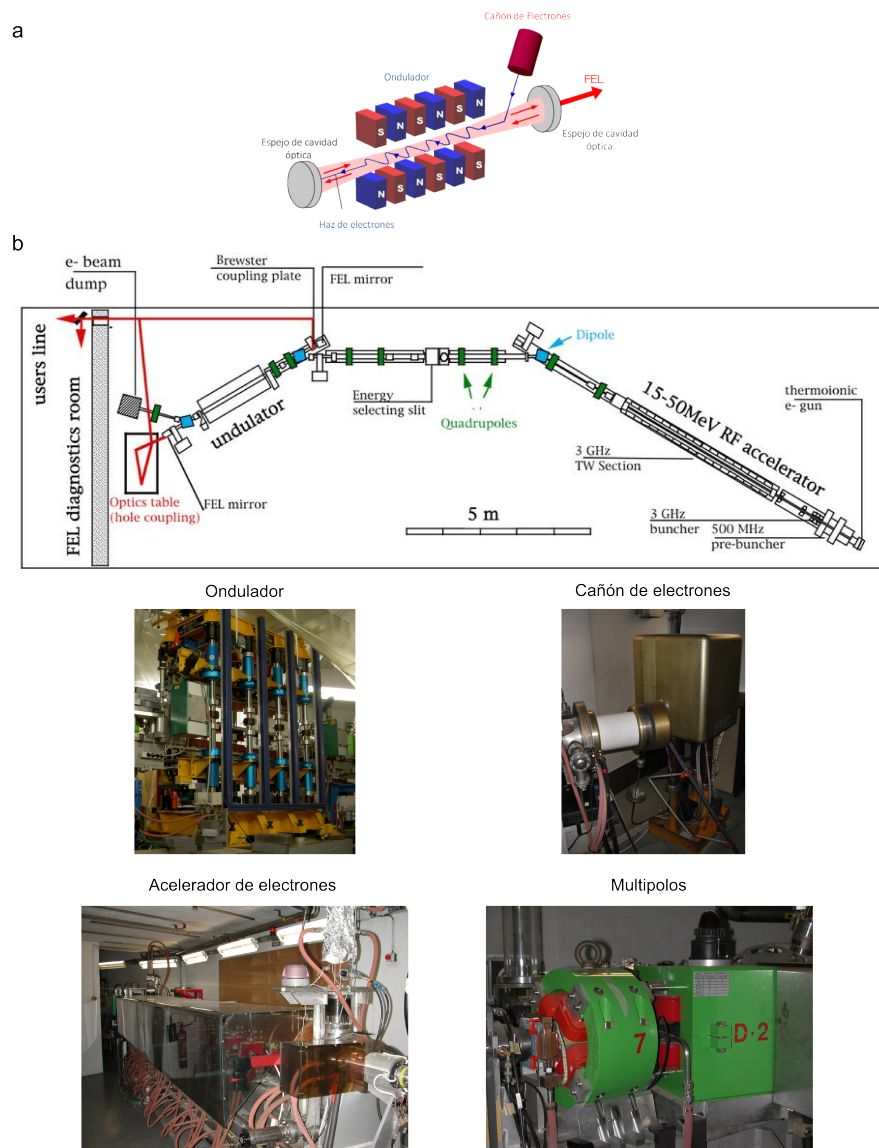 a
Cañón de Electrones
Ondulador
FEL
S
N
S
N
S
N
Espejo de cavidad
óptica
Espejo de cavidad
óptica
N
S
N
S
N
S
Haz de electrones
b
e- beam
dump
Brewster
coupling plate
FEL mirror
users line
Dipole
undulator
Energy
selecting slit
Quadrupoles
15-50MeV RF accelerator
thermoionic
e- gun
3 GHz
TW Section
FEL diagnostics room
Optics table
(hole coupling)
FEL mirror
5 m
3 GHz
buncher
500 MHz
pre-buncher
Ondulador
Cañón de electrones
Acelerador de electrones
Multipolos
7
D·2